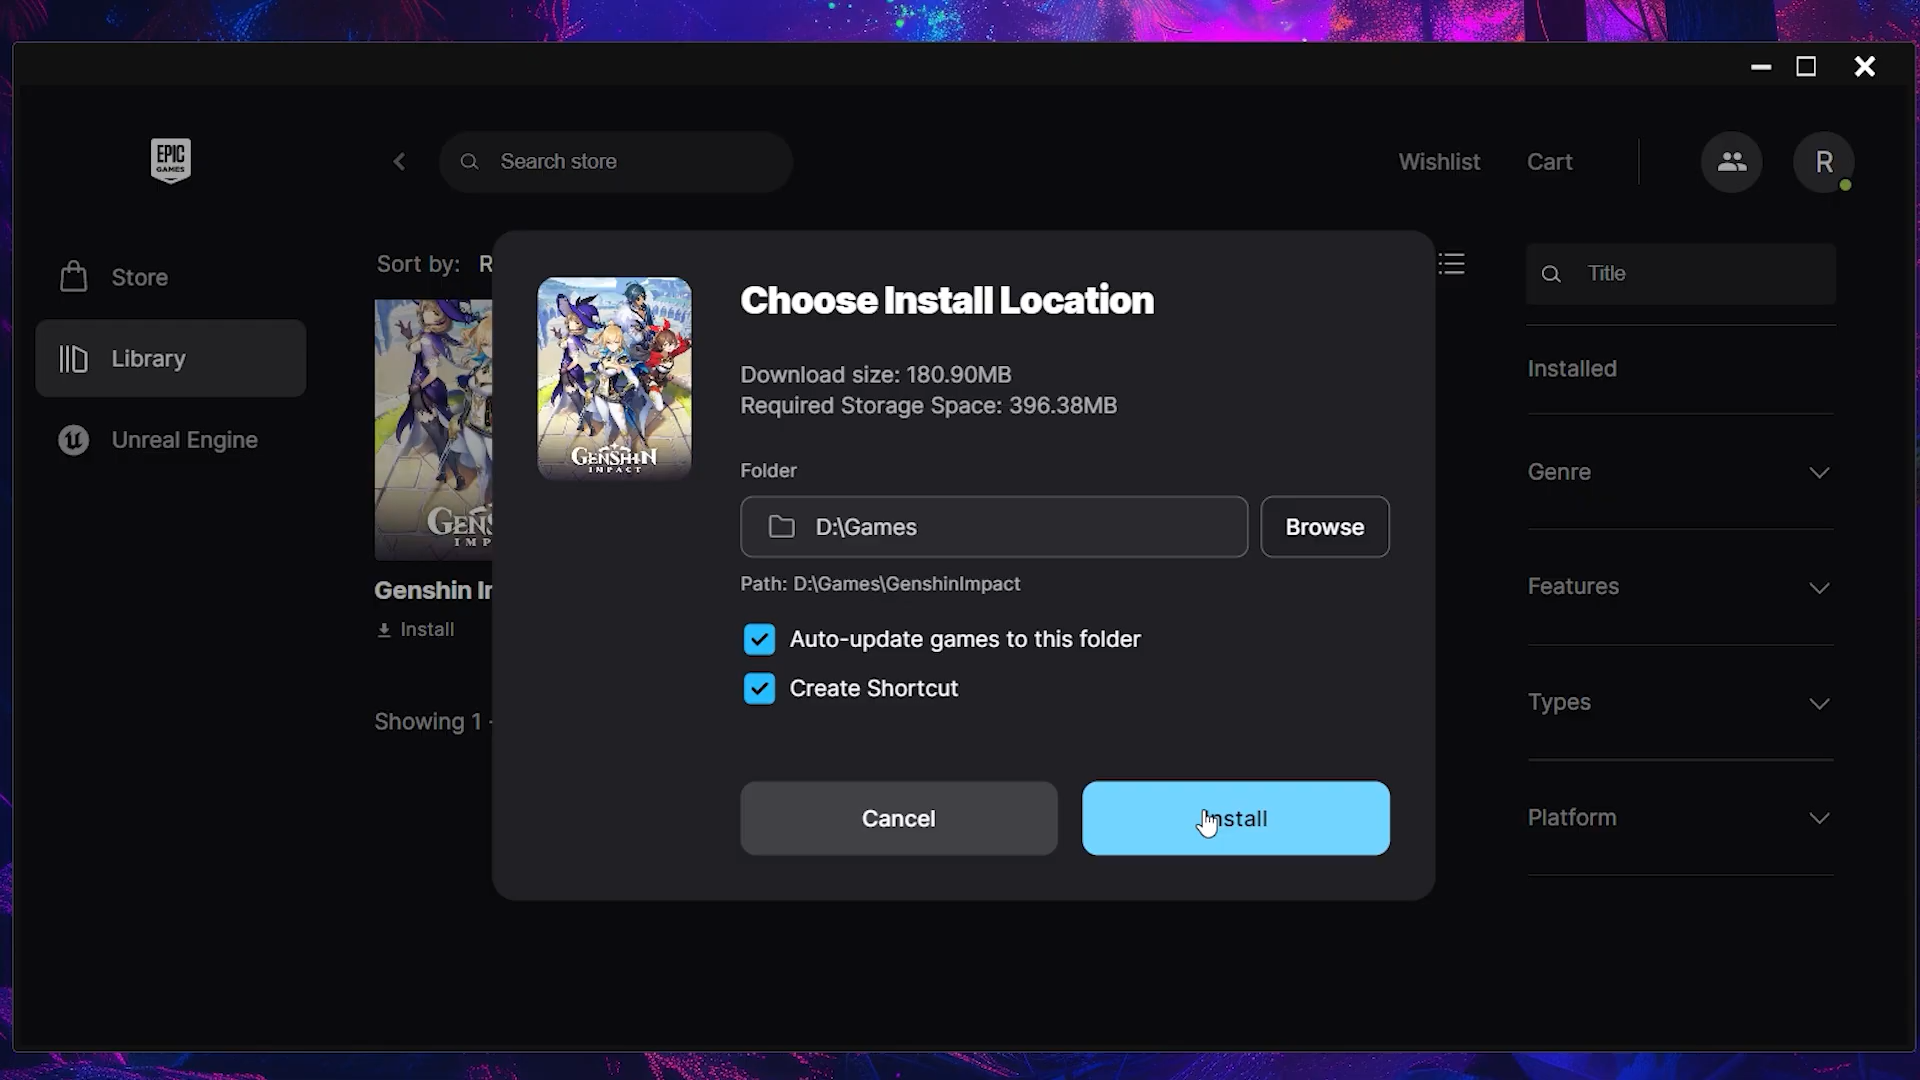 EPIC
GAMES
Search store
Wishlist
Cart
R
Store
Library
Unreal Engine
Sort by: R
GENS
IMP
Genshin I
Install
Showing 1 -
GENSHIN
IMPACT
Choose Install Location
Download size: 180.90MB
Required Storage Space: 396.38MB
Folder
D:\Games
Browse
Path: D:\Games\GenshinImpact
Auto-update games to this folder
Create Shortcut
Cancel
Install
Title
Installed
Genre
Features
Types
Platform